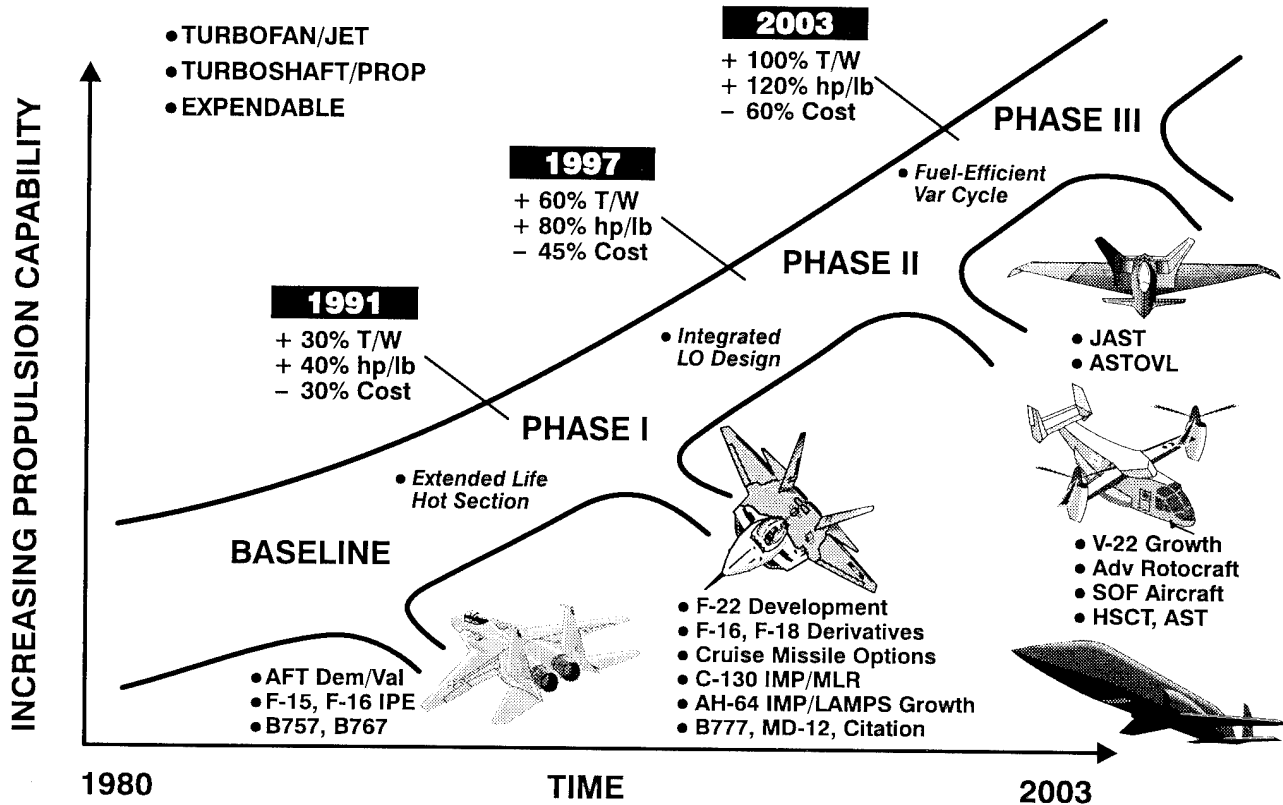 INCREASING PROPULSION CAPABILITY
• TURBOFAN/JET
• TURBOSHAFT/PROP
• EXPENDABLE
2003
+ 100% T/W
+ 120% hp/lb
– 60% Cost
PHASE III
• Fuel-Efficient
Var Cycle
1997
+ 60% T/W
+ 80% hp/lb
– 45% Cost
PHASE II
• Integrated
LO Design
1991
+ 30% T/W
+ 40% hp/lb
– 30% Cost
PHASE I
• Extended Life
Hot Section
BASELINE
• AFT Dem/Val
• F-15, F-16 IPE
• B757, B767
• F-22 Development
• F-16, F-18 Derivatives
• Cruise Missile Options
• C-130 IMP/MLR
• AH-64 IMP/LAMPS Growth
• B777, MD-12, Citation
• JAST
• ASTOVL
• V-22 Growth
• Adv Rotocraft
• SOF Aircraft
• HSCT, AST
1980
TIME
2003